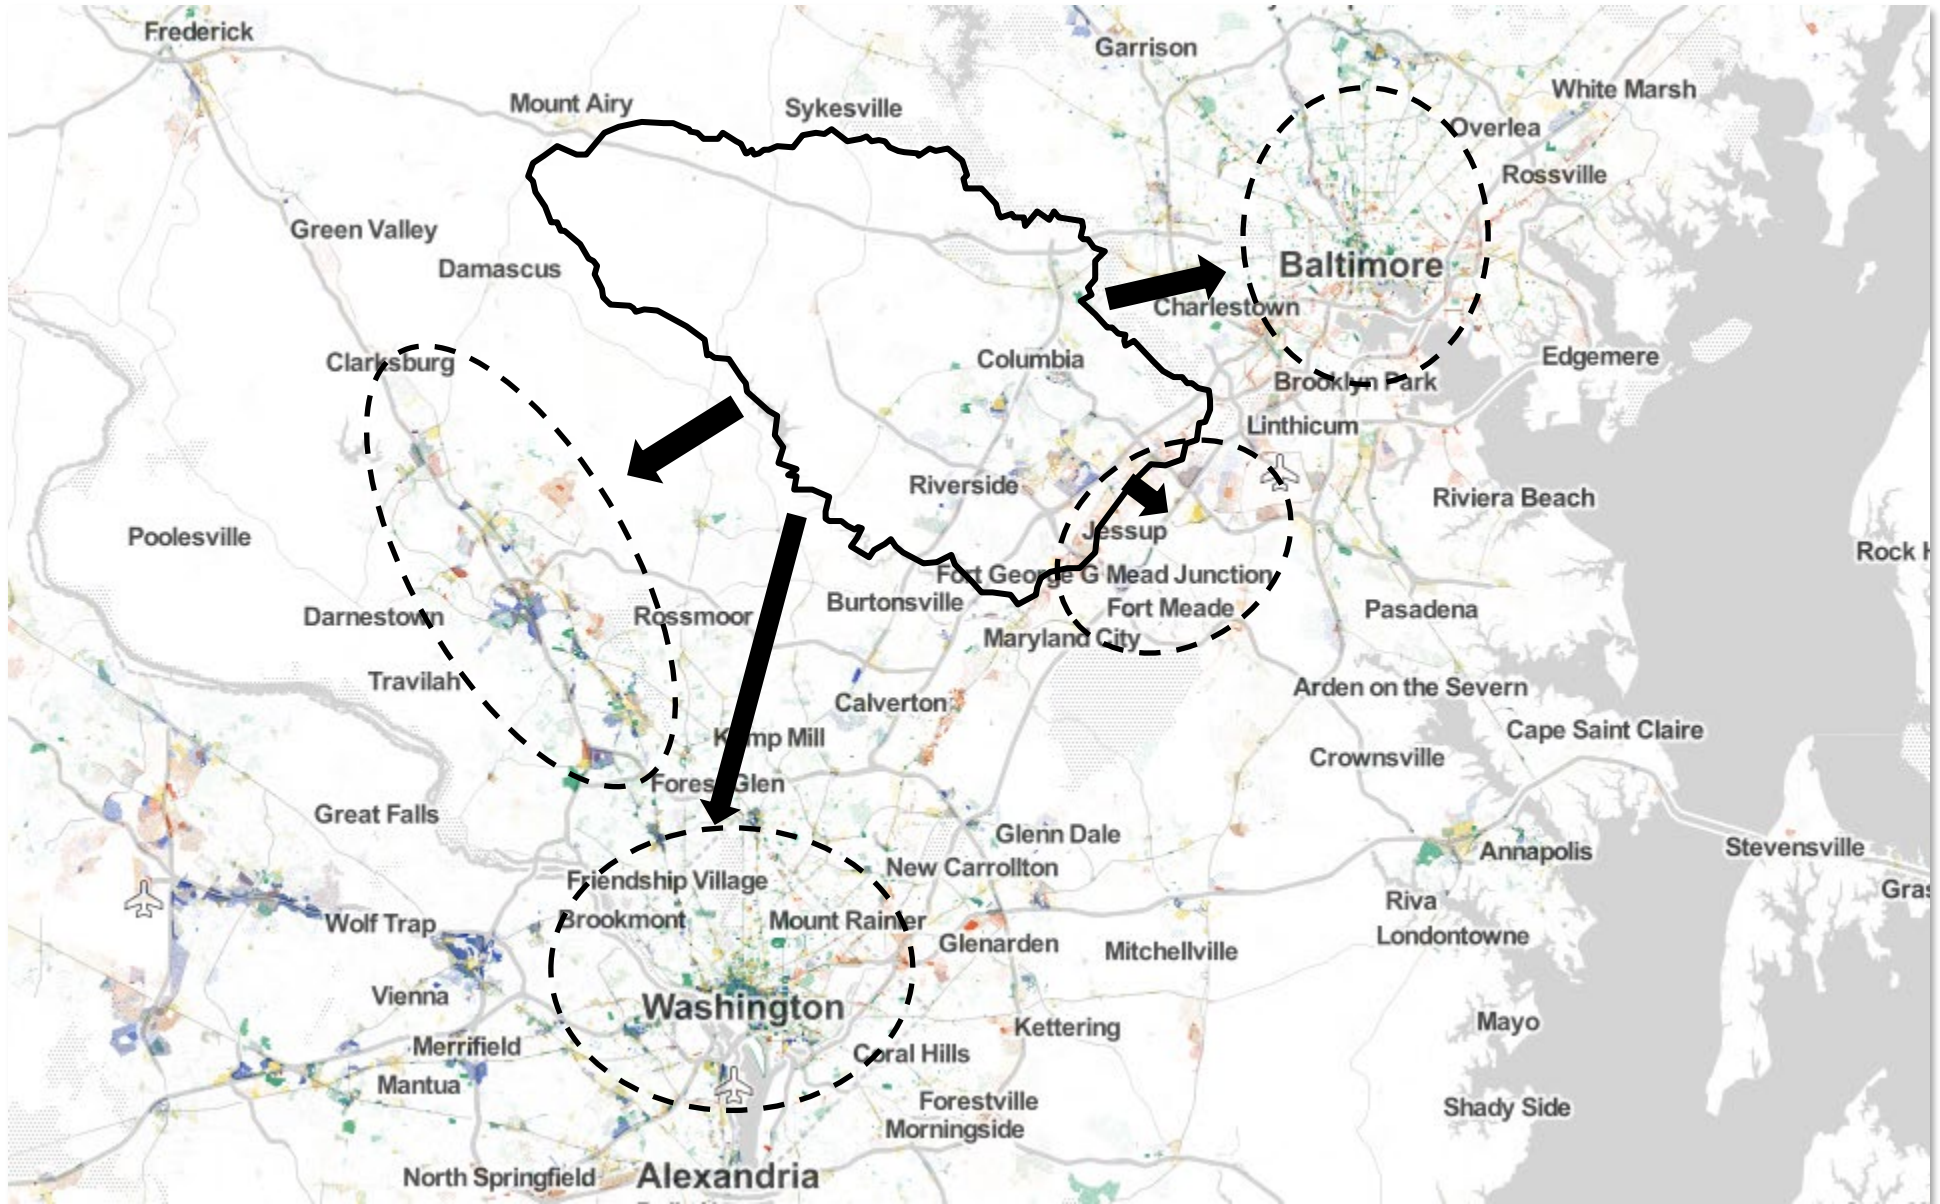 Frederick
Garrison
Mount Airy
Sykesville
White Marsh
Overlea
Rossville
Green Valley
Damascus
Baltimore
Charlestown
Clarksburg
Columbia
Edgemere
Brooklyn Park
Linthicum
Riverside
Riviera Beach
Poolesville
Jessup
Rock
Fort George G Mead Junction
Darnestown
Rossmoor
Burtonsville
Fort Meade
Pasadena
Maryland City
Travilah
Calverton
Arden on the Severn
Cape Saint Claire
Kemp Mill
Crownsville
Forest Glen
Great Falls
Glenn Dale
Annapolis
Stevensville
New Carrollton
Friendship Village
Gras
Riva
Wolf Trap
Brookmont
Mount Rainer
Glenarden
Mitchellville
Londontowne
Vienna
Washington
Mayo
Kettering
Merrifield
Coral Hills
Mantua
Forestville
Shady Side
Morningside
North Springfield
Alexandria